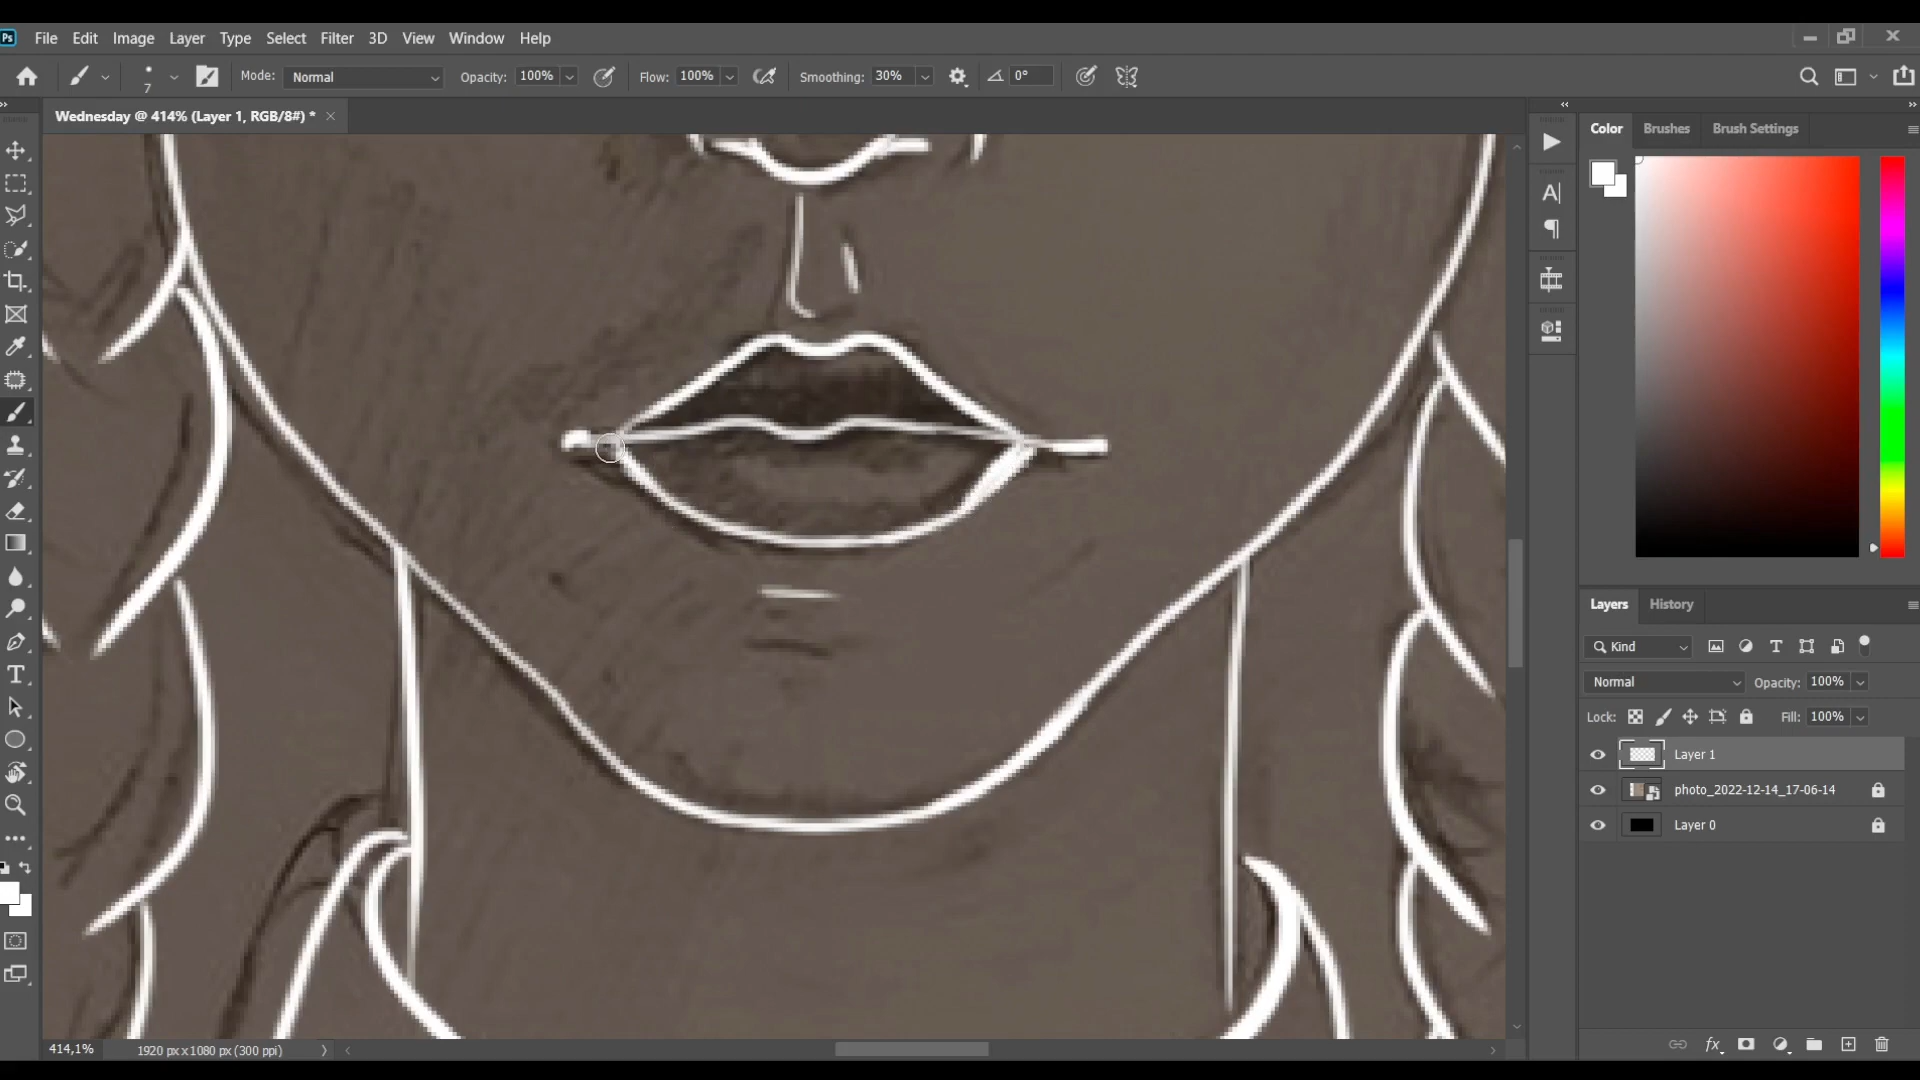 Ps File Edit Image Layer Type Select Filter 3D View Window Help
7 Mode: Normal Opacity: 100% Flow: 100% Smoothing: 30% 0°
Wednesday @ 414% (Layer 1, RGB/8#) * ×
Color Brushes Brush Settings
Layers History
Kind
Normal Opacity: 100%
Lock: Fill: 100%
Layer 1
photo_2022-12-14_17-06-14
Layer 0
414,1% 1920 px x 1080 px (300 ppi)